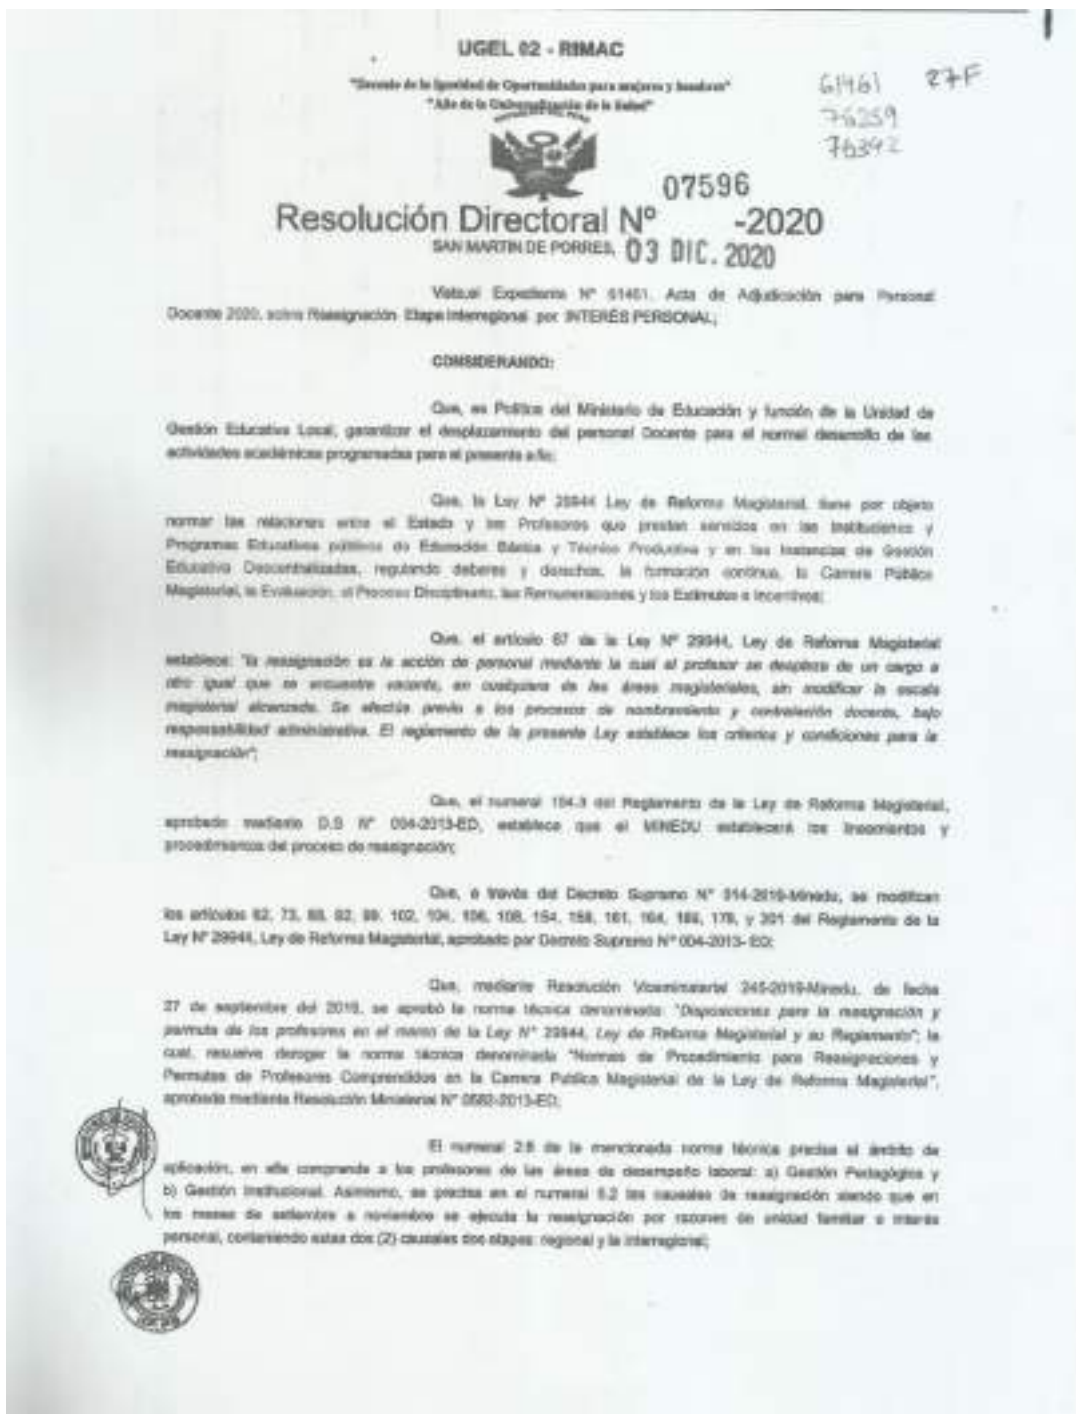 UGEL 02 - RIMAC
"Decenio de la Igualdad de Oportunidades para mujeres y hombres"
"Año de la Universalización de la Salud"
61461
27F
76259
76392
07596
Resolución Directoral Nº -2020
SAN MARTIN DE PORRES, 03 DIC. 2020
Visto,el Expediente Nº 61461, Acta de Adjudicación para Personal
Docente 2020, sobre Reasignación Etapa Interregional por INTERÉS PERSONAL;
CONSIDERANDO:
Que, es Política del Ministerio de Educación y función de la Unidad de
Gestión Educativa Local, garantizar el desplazamiento del personal Docente para el normal desarrollo de las
actividades académicas programadas para el presente año;
Que, la Ley Nº 29944 Ley de Reforma Magisterial, tiene por objeto
normar las relaciones entre el Estado y los Profesores que prestan servicios en las Instituciones y
Programas Educativos públicos de Educación Básica y Técnico Productiva y en las Instancias de Gestión
Educativa Descentralizadas, regulando deberes y derechos, la formación continua, la Carrera Pública
Magisterial, la Evaluación, el Proceso Disciplinario, las Remuneraciones y los Estímulos e Incentivos;
Que, el artículo 67 de la Ley Nº 29944, Ley de Reforma Magisterial
establece: "la reasignación es la acción de personal mediante la cual el profesor se desplaza de un cargo a
otro igual que se encuentre vacante, en cualquiera de las áreas magisteriales, sin modificar la escala
magisterial alcanzada. Se efectúa previo a los procesos de nombramiento y contratación docente, bajo
responsabilidad administrativa. El reglamento de la presente Ley establece los criterios y condiciones para la
reasignación";
Que, el numeral 154.3 del Reglamento de la Ley de Reforma Magisterial,
aprobado mediante D.S Nº 004-2013-ED, establece que el MINEDU establecerá los lineamientos y
procedimientos del proceso de reasignación;
Que, a través del Decreto Supremo N° 014-2019-Minedu, se modifican
los artículos 62, 73, 88, 92, 99, 102, 104, 106, 108, 154, 158, 161, 164, 166, 178, y 201 del Reglamento de la
Ley Nº 29944, Ley de Reforma Magisterial, aprobado por Decreto Supremo Nº 004-2013- ED;
Que, mediante Resolución Viceministerial 245-2019-Minedu, de fecha
27 de septiembre del 2019, se aprobó la norma técnica denominada: "Disposiciones para la reasignación y
permuta de los profesores en el marco de la Ley N° 29944, Ley de Reforma Magisterial y su Reglamento"; la
cual, resuelve derogar la norma técnica denominada "Normas de Procedimiento para Reasignaciones y
Permutas de Profesores Comprendidos en la Carrera Publica Magisterial de la Ley de Reforma Magisterial",
aprobada mediante Resolución Ministerial N° 0582-2013-ED;
El numeral 2.6 de la mencionada norma técnica precisa el ámbito de
aplicación, en ella comprende a los profesores de las áreas de desempeño laboral: a) Gestión Pedagógica y
b) Gestión Institucional. Asimismo, se precisa en el numeral 5.2 las causales de reasignación siendo que en
los meses de setiembre a noviembre se ejecuta la reasignación por razones de unidad familiar e interés
personal, conteniendo estas dos (2) causales dos etapas: regional y la interregional;